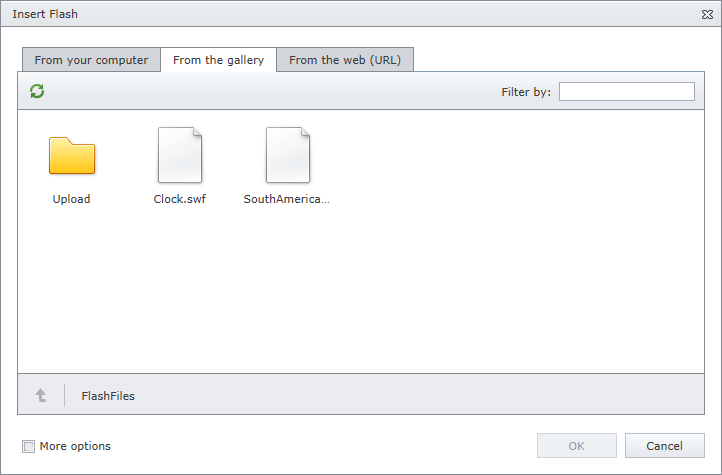 Insert Flash
From your computer From the gallery From the web (URL)
Filter by:
Upload Clock.swf SouthAmerica...
FlashFiles
More options OK Cancel